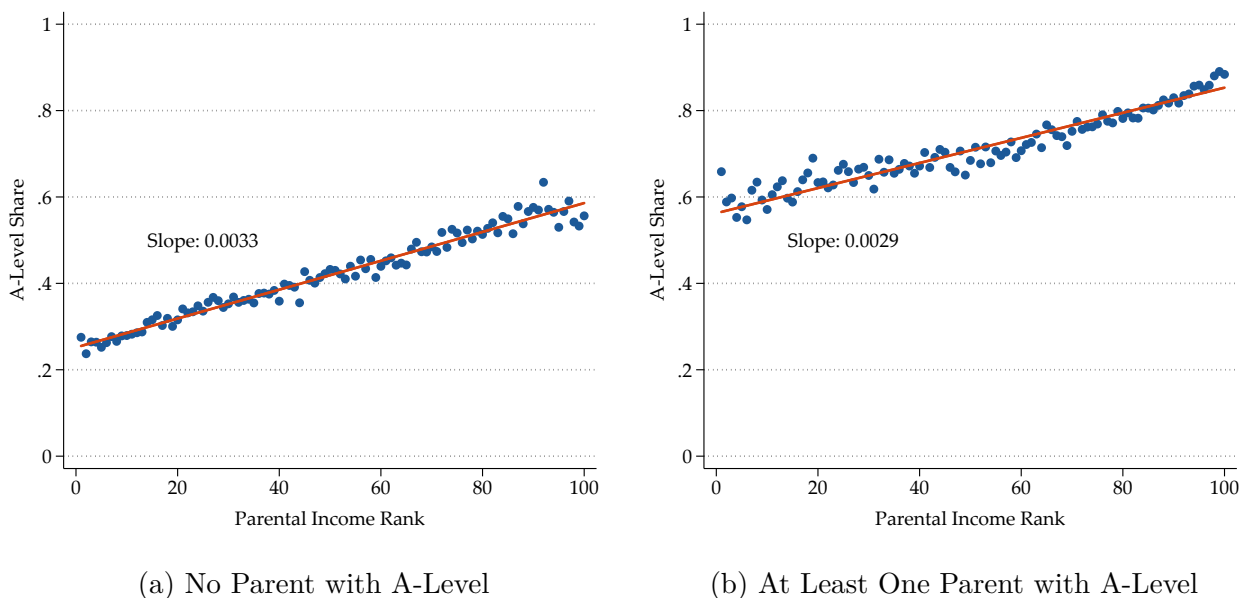 1
.8
.6
.4
.2
0
A-Level Share
Slope: 0.0033
0 20 40 60 80 100
Parental Income Rank
(a) No Parent with A-Level
1
.8
.6
.4
.2
0
A-Level Share
Slope: 0.0029
0 20 40 60 80 100
Parental Income Rank
(b) At Least One Parent with A-Level